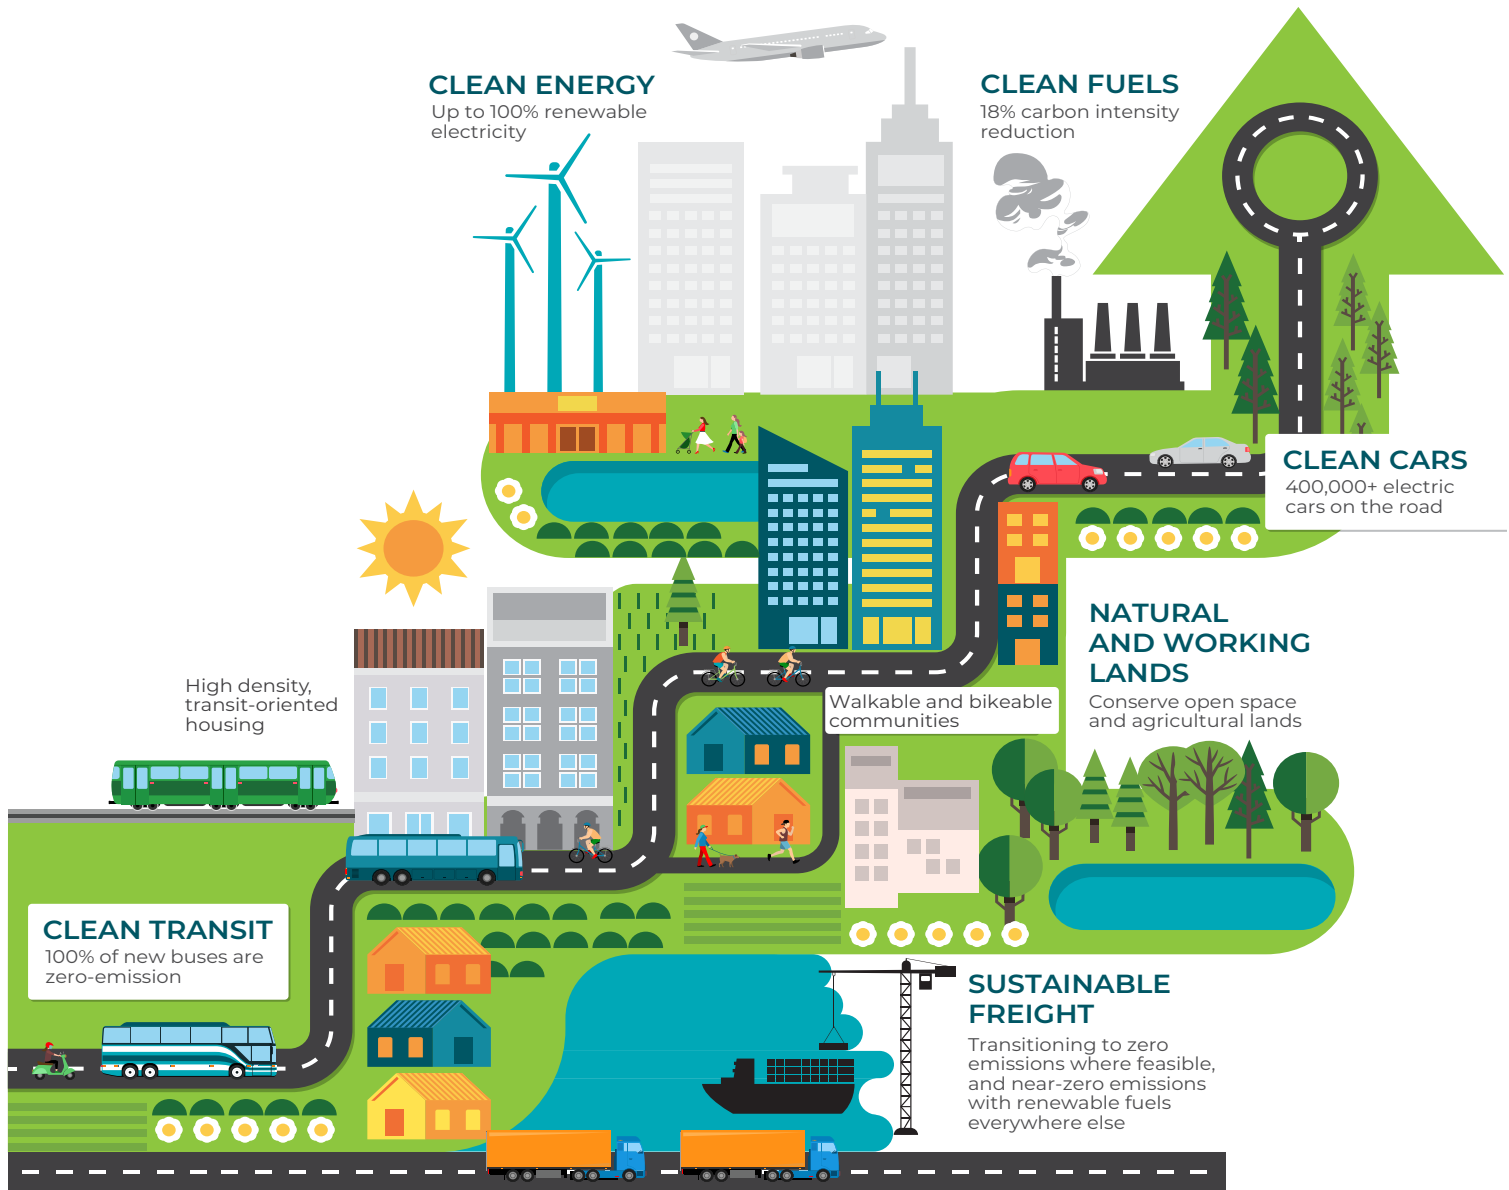 CLEAN ENERGY
Up to 100% renewable
electricity
CLEAN FUELS
18% carbon intensity
reduction
CLEAN CARS
400,000+ electric
cars on the road
NATURAL
AND WORKING
LANDS
Conserve open space
and agricultural lands
High density,
transit-oriented
housing
Walkable and bikeable
communities
CLEAN TRANSIT
100% of new buses are
zero-emission
SUSTAINABLE
FREIGHT
Transitioning to zero
emissions where feasible,
and near-zero emissions
with renewable fuels
everywhere else